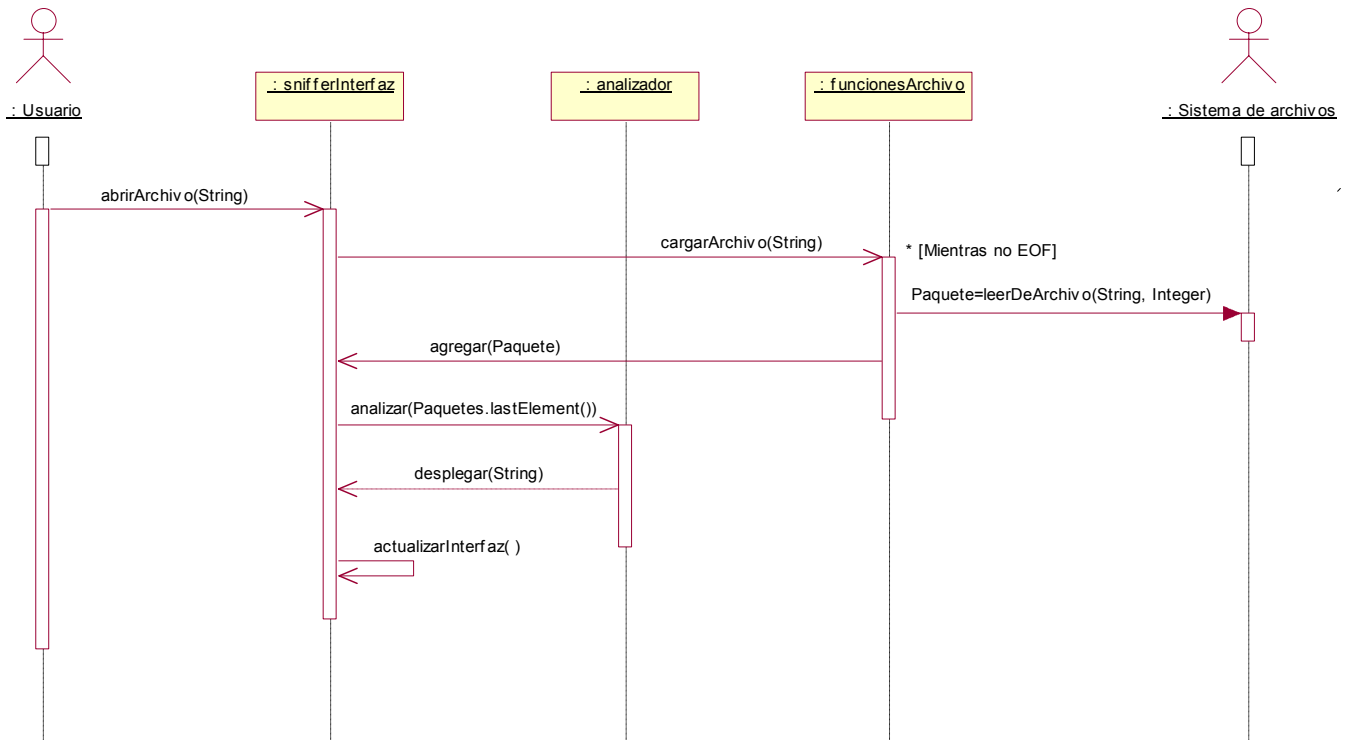 : Usuario
: snifferInterfaz
: analizador
: funcionesArchivo
: Sistema de archivos
abrirArchivo(String)
cargarArchivo(String)
* [Mientras no EOF]
Paquete=leerDeArchivo(String, Integer)
agregar(Paquete)
analizar(Paquetes.lastElement())
desplegar(String)
actualizarInterfaz( )